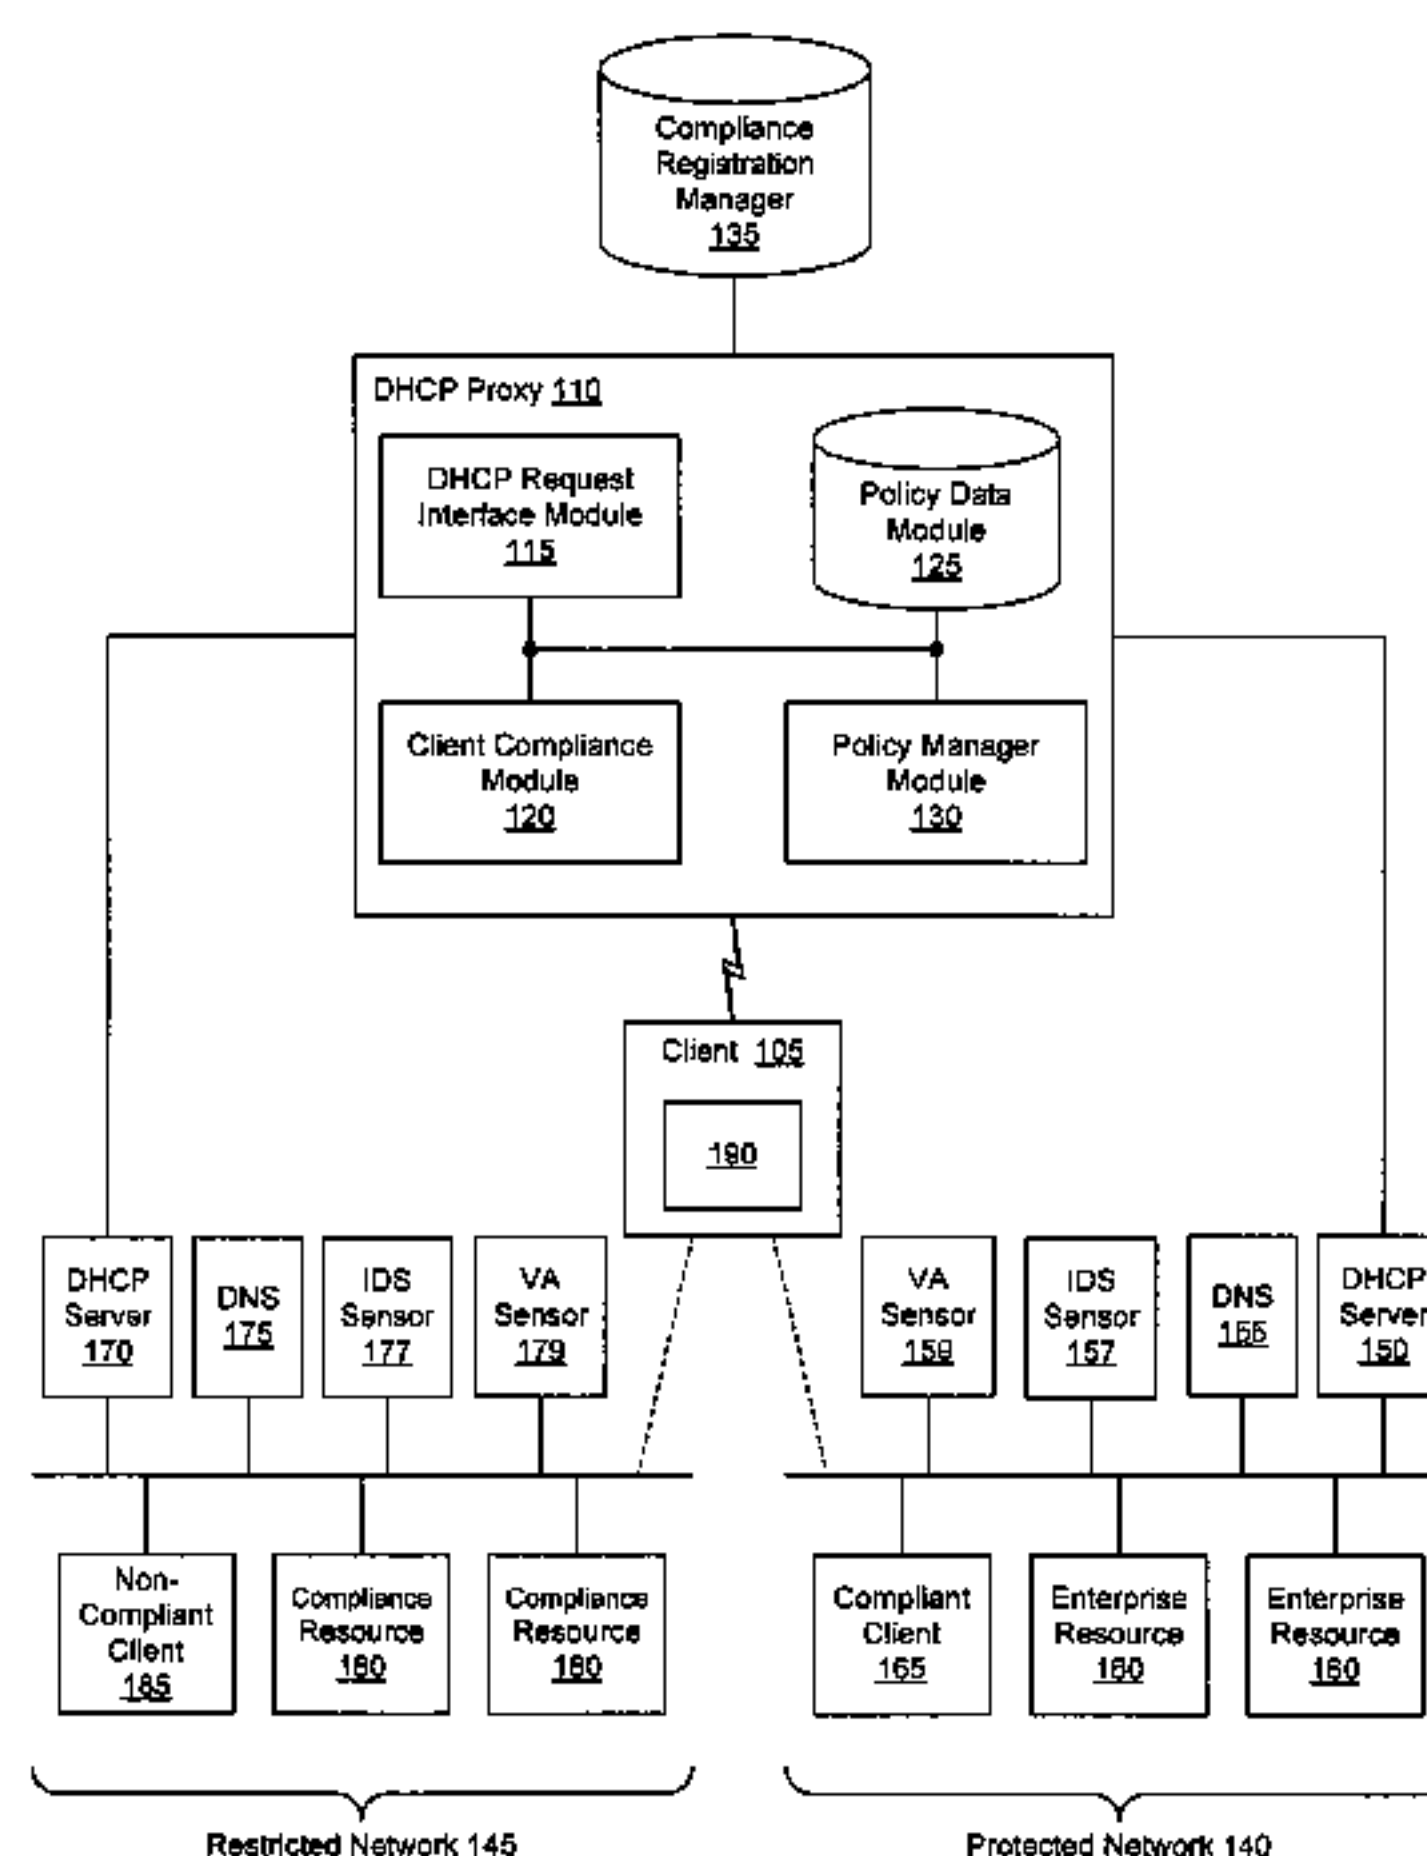 Compliance
Registration
Manager
135
DHCP Proxy 110
DHCP Request
Interface Module
115
Policy Data
Module
125
Client Compliance
Module
120
Policy Manager
Module
130
Client 105
190
DHCP
Server
170
DNS
175
IDS
Sensor
177
VA
Sensor
179
VA
Sensor
159
IDS
Sensor
157
DNS
155
DHCP
Server
150
Non-
Compliant
Client
185
Compliance
Resource
180
Compliance
Resource
180
Compliant
Client
165
Enterprise
Resource
160
Enterprise
Resource
160
Restricted Network 145
Protected Network 140